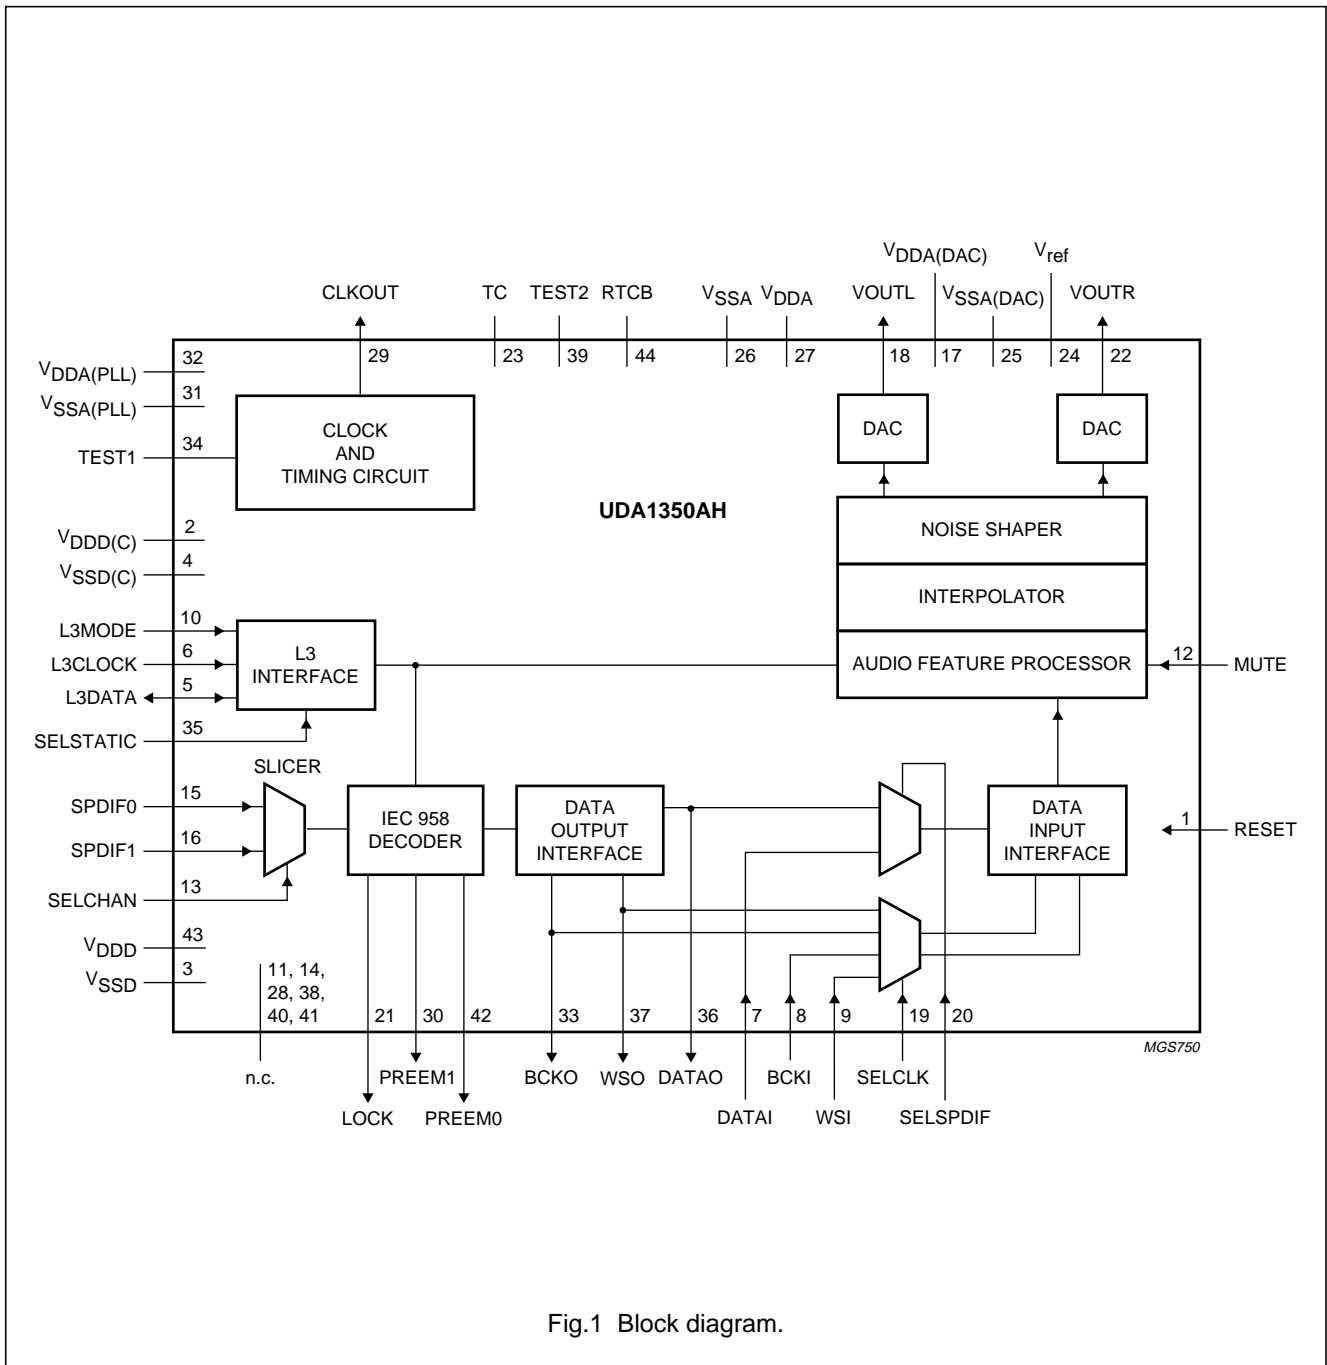 VDDA(DAC)
Vref
CLKOUT
TC
TEST2
RTCB
VSSA
VDDA
VOUTL
VSSA(DAC)
VOUTR
29
23
39
44
26
27
18
17
25
24
22
VDDA(PLL)
32
VSSA(PLL)
31
TEST1
34
CLOCK
AND
TIMING CIRCUIT
DAC
DAC
UDA1350AH
NOISE SHAPER
INTERPOLATOR
AUDIO FEATURE PROCESSOR
12
MUTE
VDDD(C)
2
VSSD(C)
4
L3MODE
10
L3CLOCK
6
L3DATA
5
SELSTATIC
35
L3
INTERFACE
SLICER
SPDIF0
15
SPDIF1
16
SELCHAN
13
IEC 958
DECODER
DATA
OUTPUT
INTERFACE
DATA
INPUT
INTERFACE
1
RESET
VDDD
43
VSSD
3
11, 14,
28, 38,
40, 41
21
30
42
33
37
36
7
8
9
19
20
MGS750
n.c.
PREEM1
BCKO
WSO
DATAO
BCKI
SELCLK
LOCK
PREEM0
DATAI
WSI
SELSPDIF
Fig.1 Block diagram.